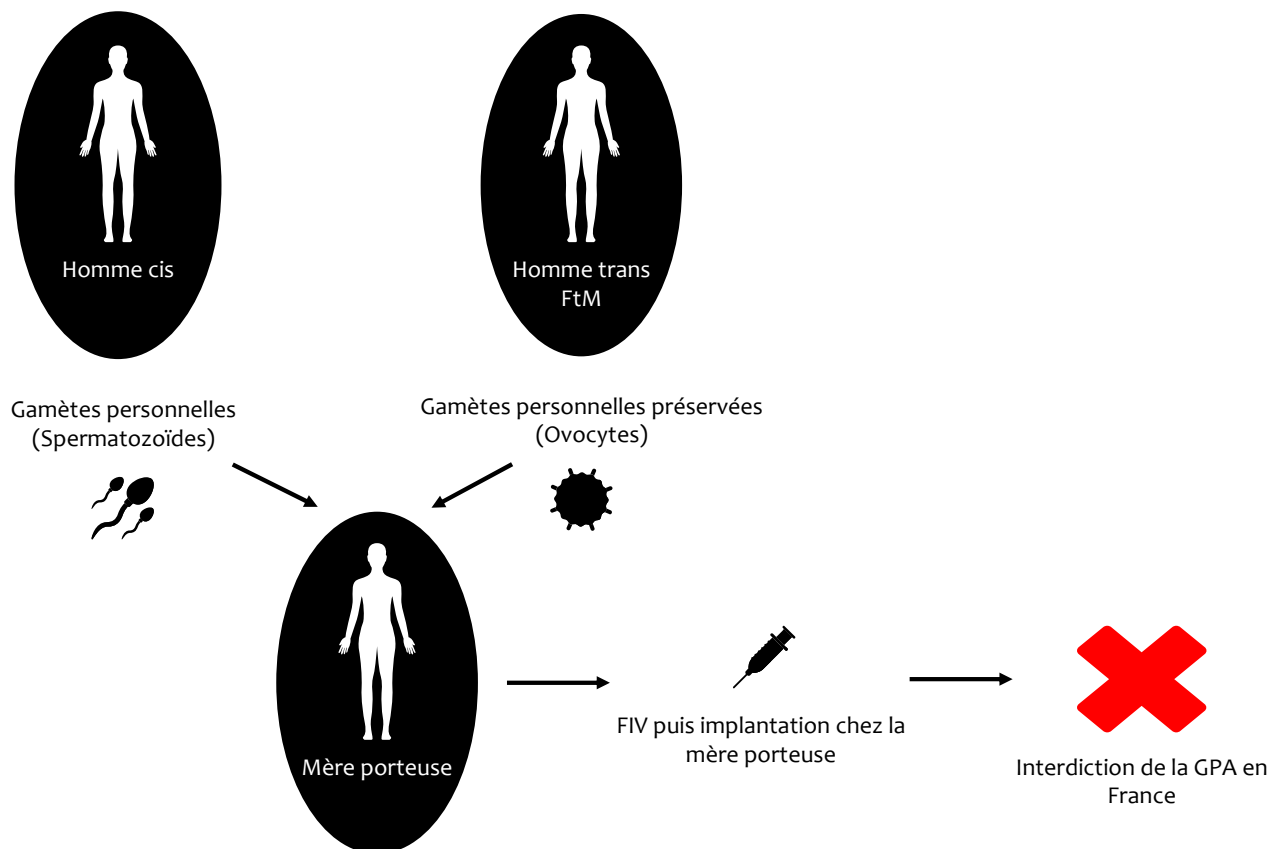 Homme cis
Homme trans
FtM
Gamètes personnelles
(Spermatozoïdes)
Gamètes personnelles préservées
(Ovocytes)
Mère porteuse
FIV puis implantation chez la
mère porteuse
Interdiction de la GPA en
France